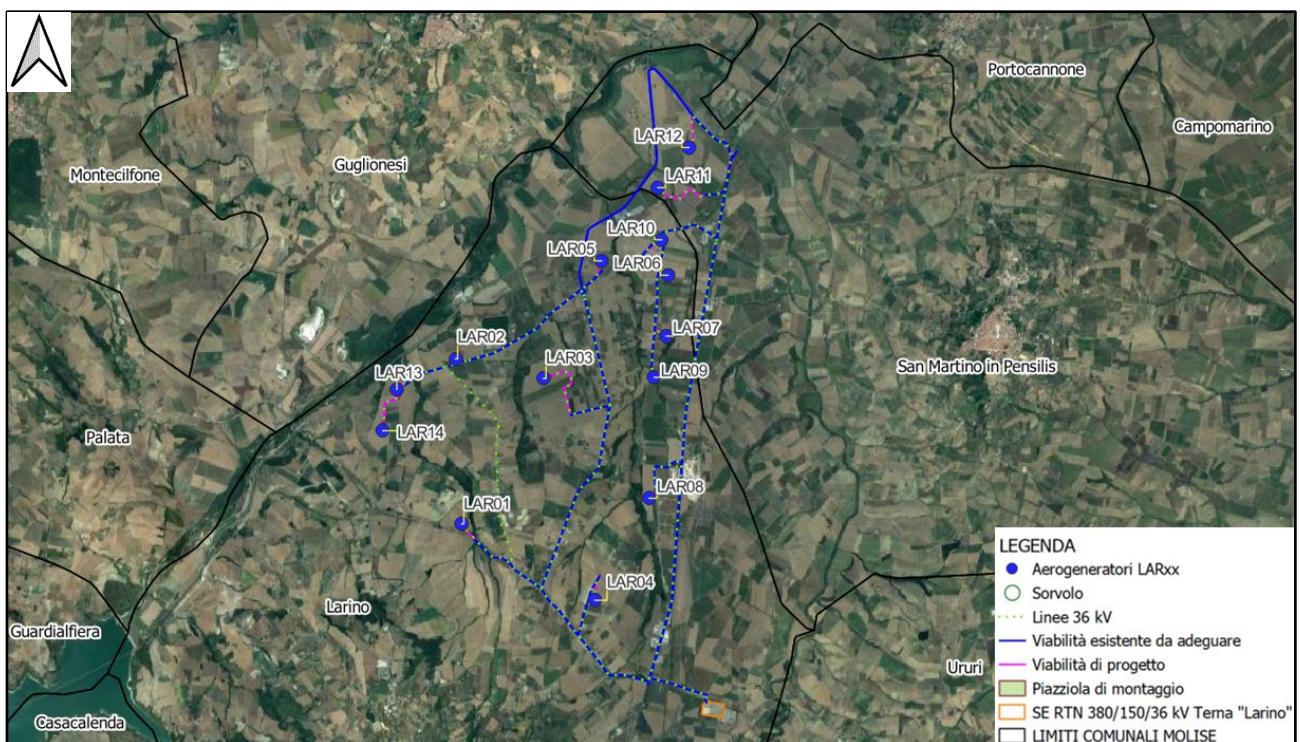 Portocannone
Campomarino
LAR12
Guglionesi
Montecilfone
LAR11
LAR10
LAR05
LAR06
LAR07
LAR02
LAR03
LAR09
San Martino in Pensilis
LAR13
LAR14
Palata
LAR08
LAR01
LAR04
Larino
Guardialfiera
Ururi
Casacalenda
LEGENDA
Aerogeneratori LARxx
Sorvolo
Linee 36 kV
Viabilità esistente da adeguare
Viabilità di progetto
Piazziola di montaggio
SE RTN 380/150/36 kV Terna "Larino"
LIMITI COMUNALI MOLISE